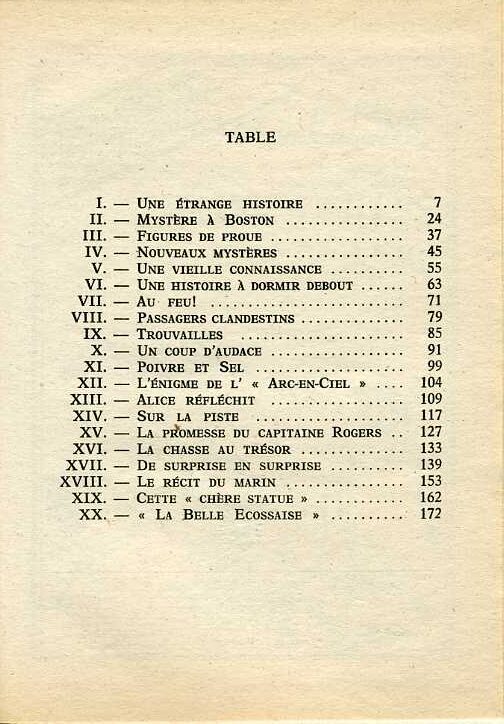 TABLE
I. — Une étrange histoire ............ 7
II. — Mystère à Boston ................ 24
III. — Figures de proue .................. 37
IV. — Nouveaux mystères ................ 45
V. — Une vieille connaissance .......... 55
VI. — Une histoire à dormir debout ...... 63
VII. — Au feu! ............................ 71
VIII. — Passagers clandestins .............. 79
IX. — Trouvailles ...................... 85
X. — Un coup d'audace .................. 91
XI. — Poivre et Sel .................... 99
XII. — L'énigme de l' « Arc-en-Ciel » .... 104
XIII. — Alice réfléchit .................... 109
XIV. — Sur la piste .................... 117
XV. — La promesse du capitaine Rogers .. 127
XVI. — La chasse au trésor .............. 133
XVII. — De surprise en surprise .......... 139
XVIII. — Le récit du marin ................ 153
XIX. — Cette « chère statue » ............ 162
XX. — « La Belle Ecossaise » .......... 172